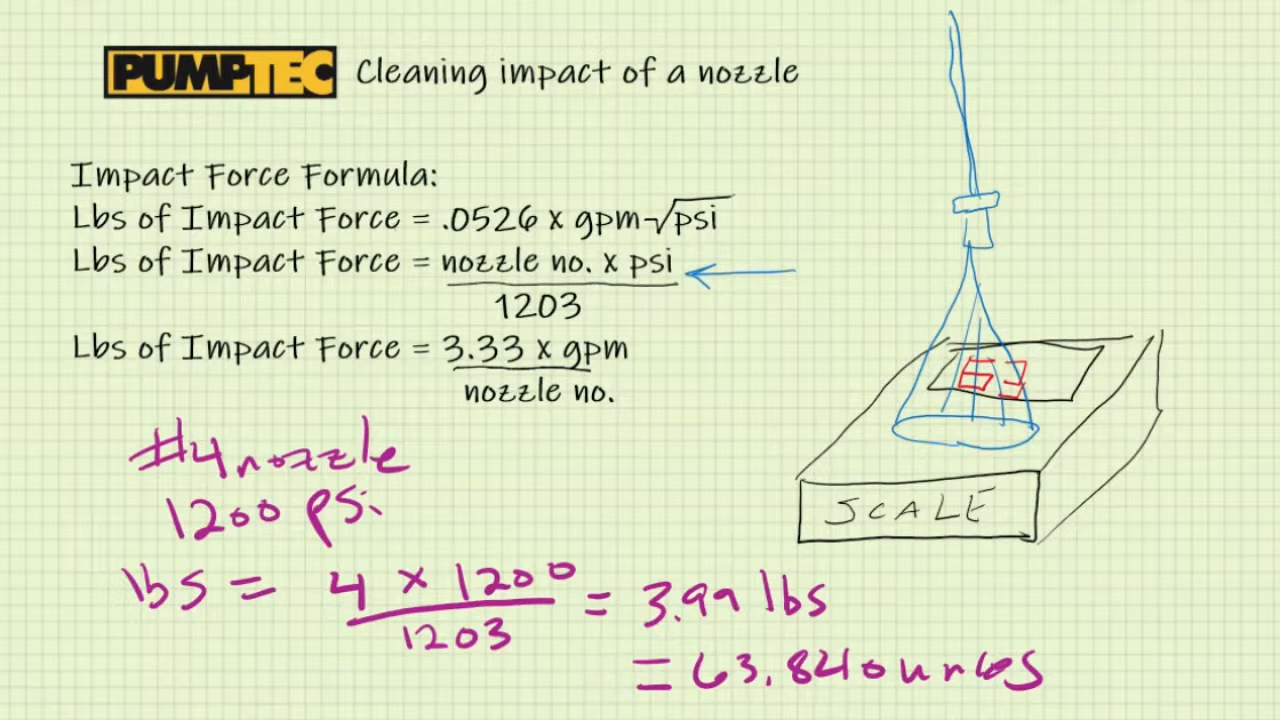 PUMPTEC Cleaning impact of a nozzle
Impact Force Formula:
Lbs of Impact Force = .0526 x gpm√psi
Lbs of Impact Force = nozzle no. x psi
1203
Lbs of Impact Force = 3.33 x gpm
nozzle no.
63
SCALE
#4 nozzle
1200 psi
lbs = 4 x 1200 = 3.99 lbs
1203
= 63.84 ounces